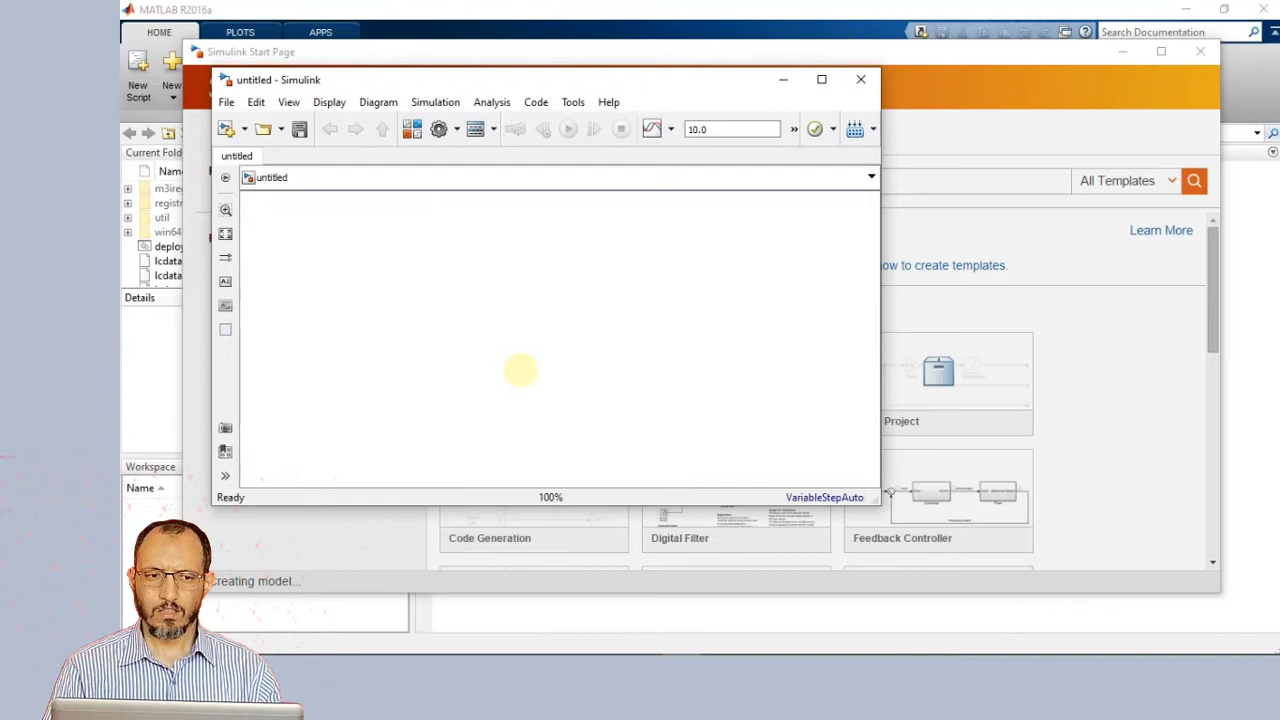 MATLAB R2016a
HOME PLOTS APPS
Search Documentation
Simulink Start Page
New Script
New
untitled - Simulink
File Edit View Display Diagram Simulation Analysis Code Tools Help
10.0
untitled
untitled
Current Fold
Name
m3ireg
registr
util
win64
deploy
lcdata
lcdata
Details
All Templates
Learn More
ow to create templates.
Project
Workspace
Name
Ready 100% VariableStepAuto
Code Generation Digital Filter Feedback Controller
Creating model...